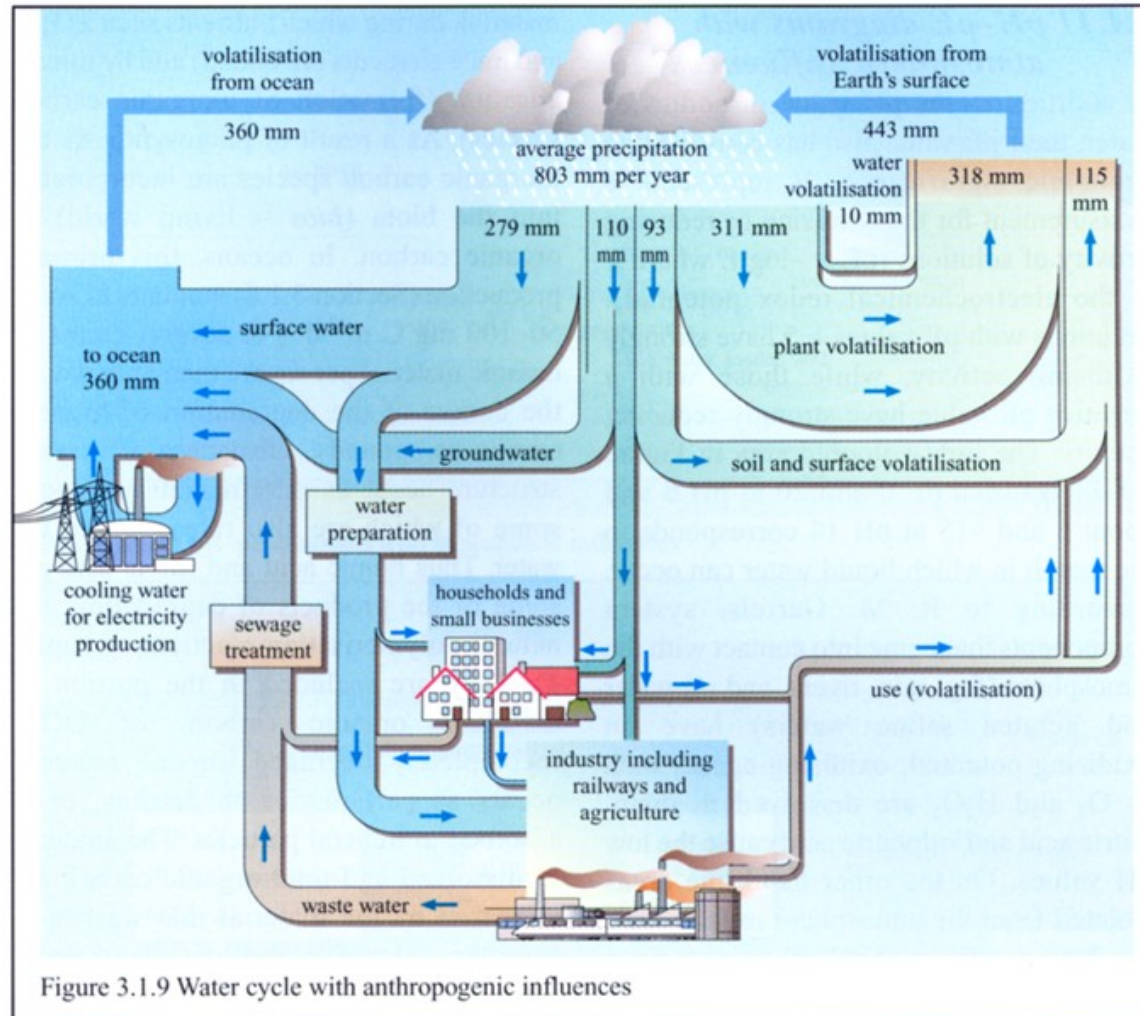 volatilisation
from ocean
360 mm
volatilisation from
Earth's surface
443 mm
average precipitation
803 mm per year
water
volatilisation
10 mm
318 mm
115
mm
279 mm
110
mm
93
mm
311 mm
surface water
to ocean
360 mm
plant volatilisation
groundwater
soil and surface volatilisation
water
preparation
cooling water
for electricity
production
sewage
treatment
households and
small businesses
use (volatilisation)
industry including
railways and
agriculture
waste water
Figure 3.1.9 Water cycle with anthropogenic influences